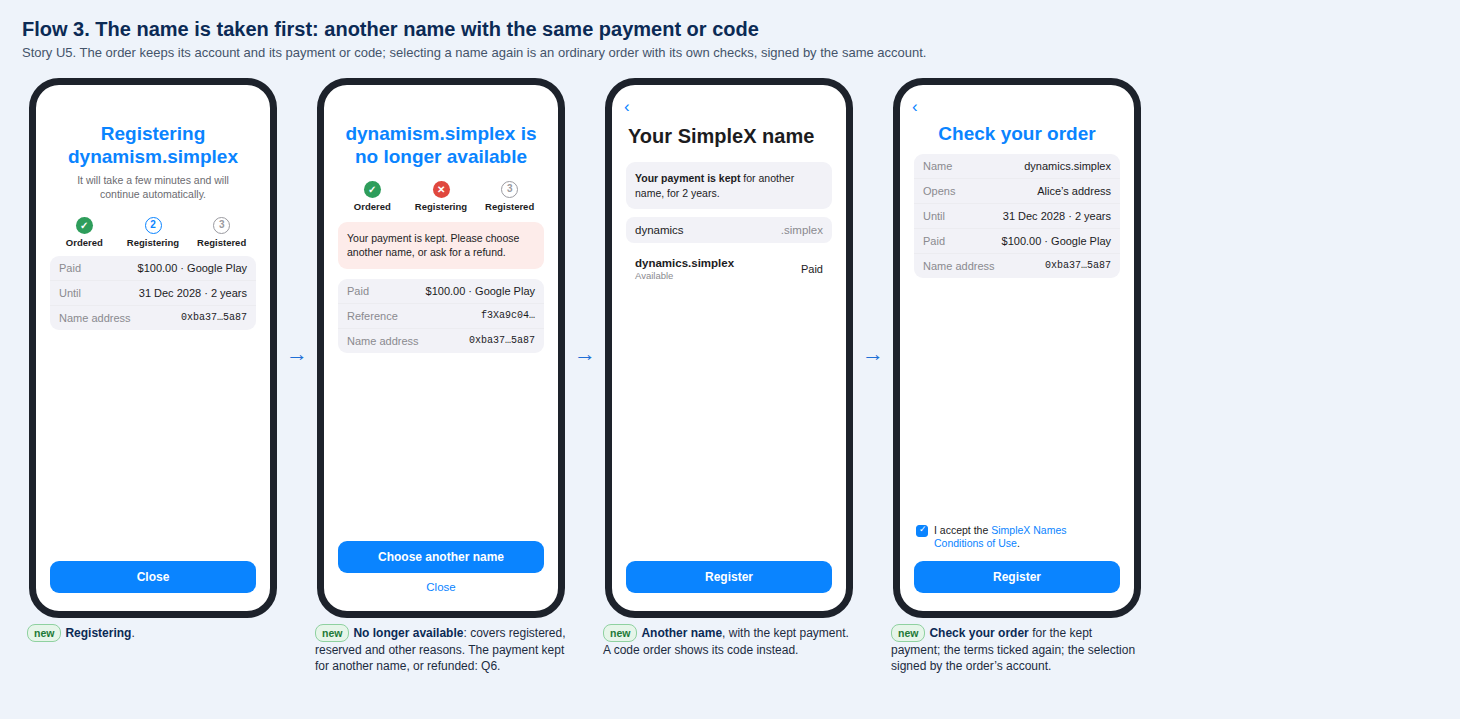 Flow 3. The name is taken first: another name with the same payment or code
Story U5. The order keeps its account and its payment or code; selecting a name again is an ordinary order with its own checks, signed by the same account.
Registering
dynamism.simplex
It will take a few minutes and will
continue automatically.
✓ 2 3
Ordered Registering Registered
Paid $100.00 · Google Play
Until 31 Dec 2028 · 2 years
Name address 0xba37…5a87
Close
new Registering.
→
dynamism.simplex is
no longer available
✓ ✕ 3
Ordered Registering Registered
Your payment is kept. Please choose
another name, or ask for a refund.
Paid $100.00 · Google Play
Reference f3Xa9c04…
Name address 0xba37…5a87
Choose another name
Close
new No longer available: covers registered,
reserved and other reasons. The payment kept
for another name, or refunded: Q6.
→
‹
Your SimpleX name
Your payment is kept for another
name, for 2 years.
dynamics .simplex
dynamics.simplex Paid
Available
Register
new Another name, with the kept payment.
A code order shows its code instead.
→
‹
Check your order
Name dynamics.simplex
Opens Alice's address
Until 31 Dec 2028 · 2 years
Paid $100.00 · Google Play
Name address 0xba37…5a87
✓ I accept the SimpleX Names
Conditions of Use.
Register
new Check your order for the kept
payment; the terms ticked again; the selection
signed by the order's account.